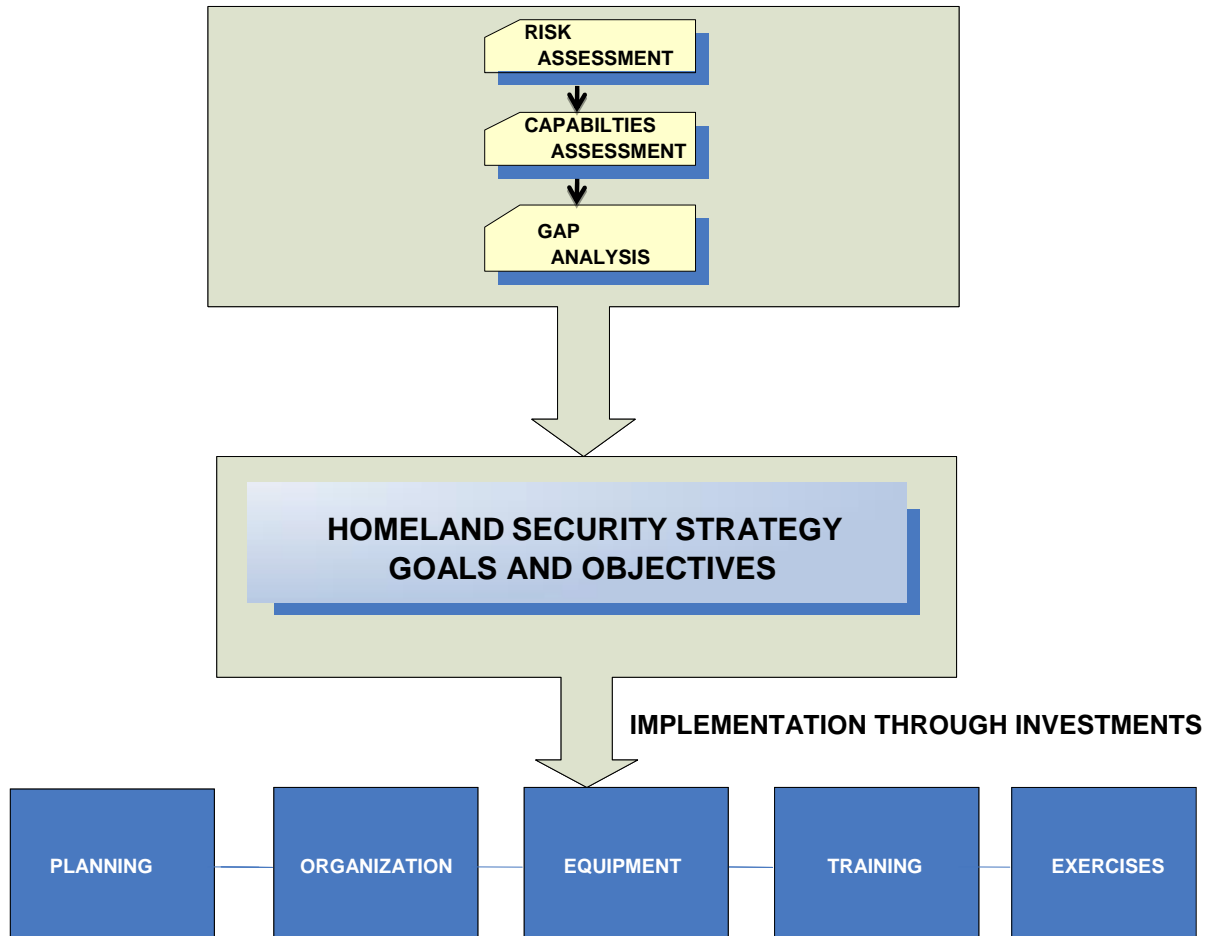 RISK
ASSESSMENT
CAPABILTIES
ASSESSMENT
GAP
ANALYSIS
HOMELAND SECURITY STRATEGY
GOALS AND OBJECTIVES
IMPLEMENTATION THROUGH INVESTMENTS
PLANNING
ORGANIZATION
EQUIPMENT
TRAINING
EXERCISES